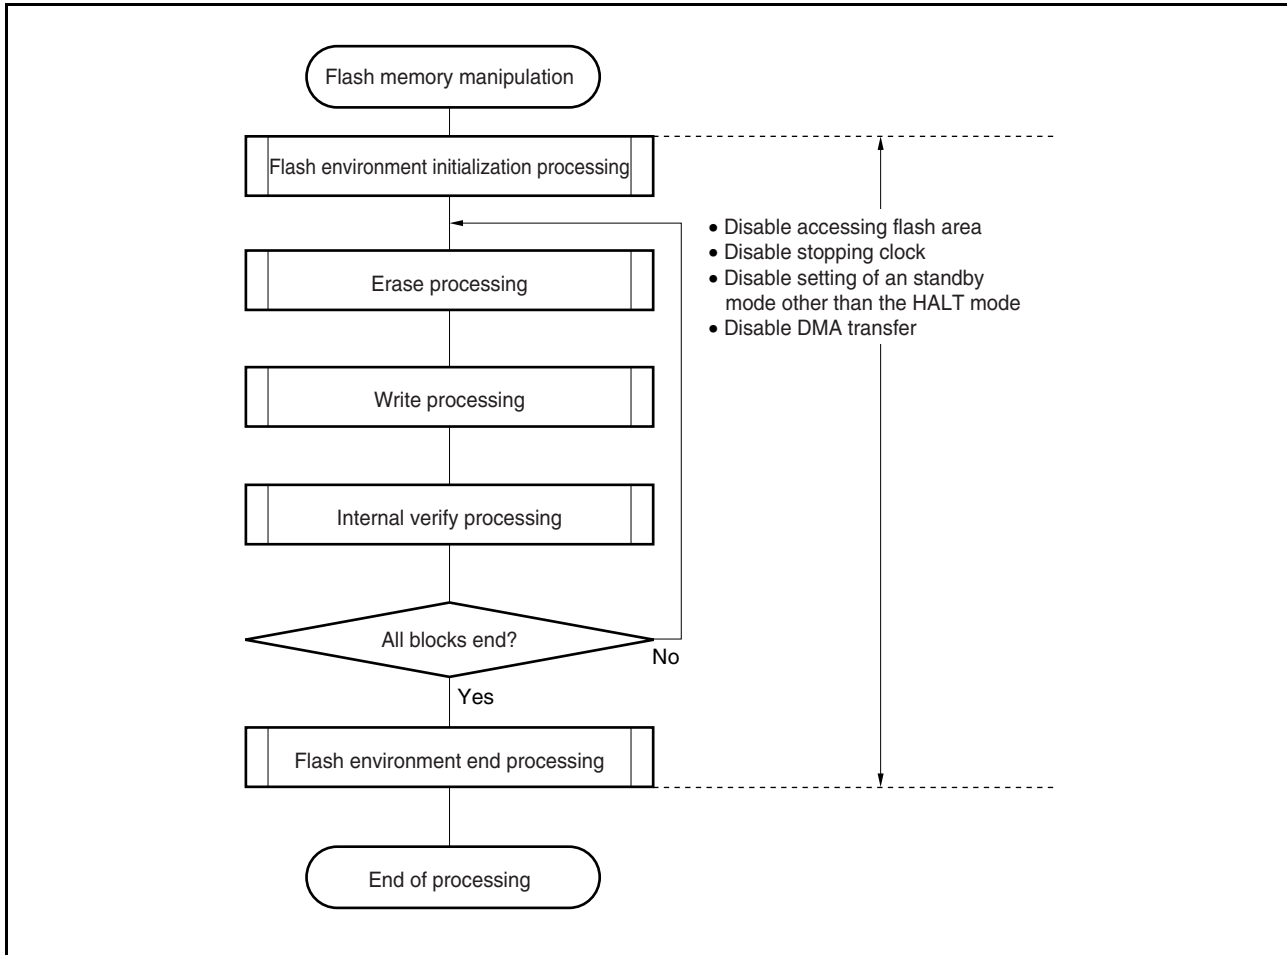 Flash memory manipulation
Flash environment initialization processing
• Disable accessing flash area
• Disable stopping clock
• Disable setting of an standby
mode other than the HALT mode
• Disable DMA transfer
Erase processing
Write processing
Internal verify processing
All blocks end?
No
Yes
Flash environment end processing
End of processing